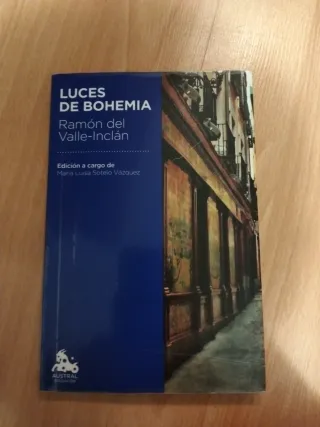 LUCES
DE BOHEMIA
Ramón del
Valle-Inclán
Edición a cargo de
María Luisa Sotelo Vázquez
AUSTRAL